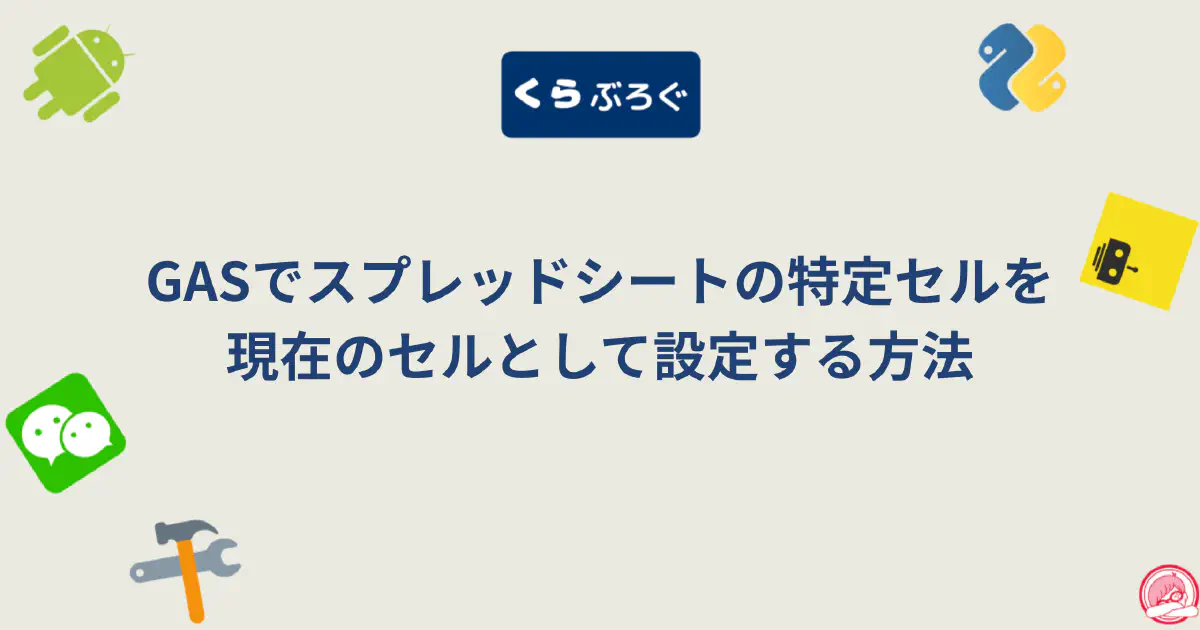 くらぶろぐ
GASでスプレッドシートの特定セルを
現在のセルとして設定する方法